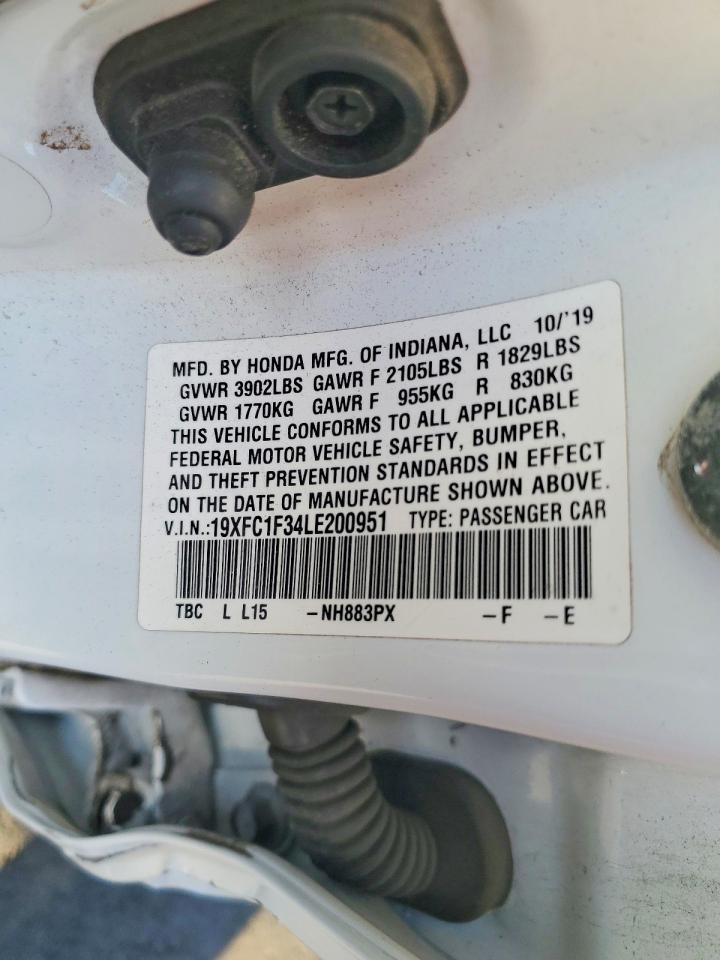 MFD. BY HONDA MFG. OF INDIANA, LLC 10/'19
GVWR 3902LBS GAWR F 2105LBS R 1829LBS
GVWR 1770KG GAWR F 955KG R 830KG
THIS VEHICLE CONFORMS TO ALL APPLICABLE
FEDERAL MOTOR VEHICLE SAFETY, BUMPER,
AND THEFT PREVENTION STANDARDS IN EFFECT
ON THE DATE OF MANUFACTURE SHOWN ABOVE.
V.I.N.:19XFC1F34LE200951 TYPE: PASSENGER CAR
TBC L L15 -NH883PX -F -E